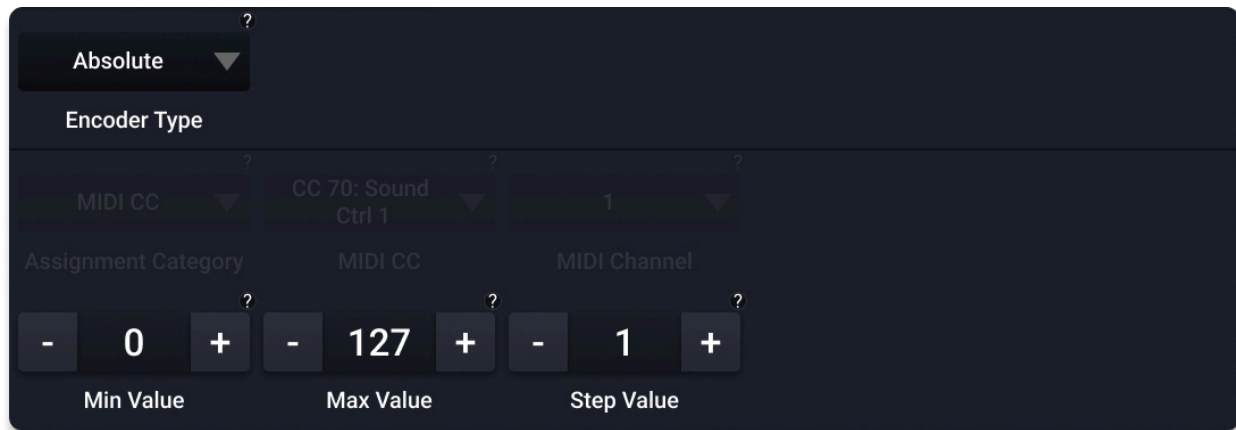 ?
Absolute
Encoder Type
? ? ?
MIDI CC CC 70: Sound Ctrl 1 1
Assignment Category MIDI CC MIDI Channel
? ? ?
- 0 + - 127 + - 1 +
Min Value Max Value Step Value